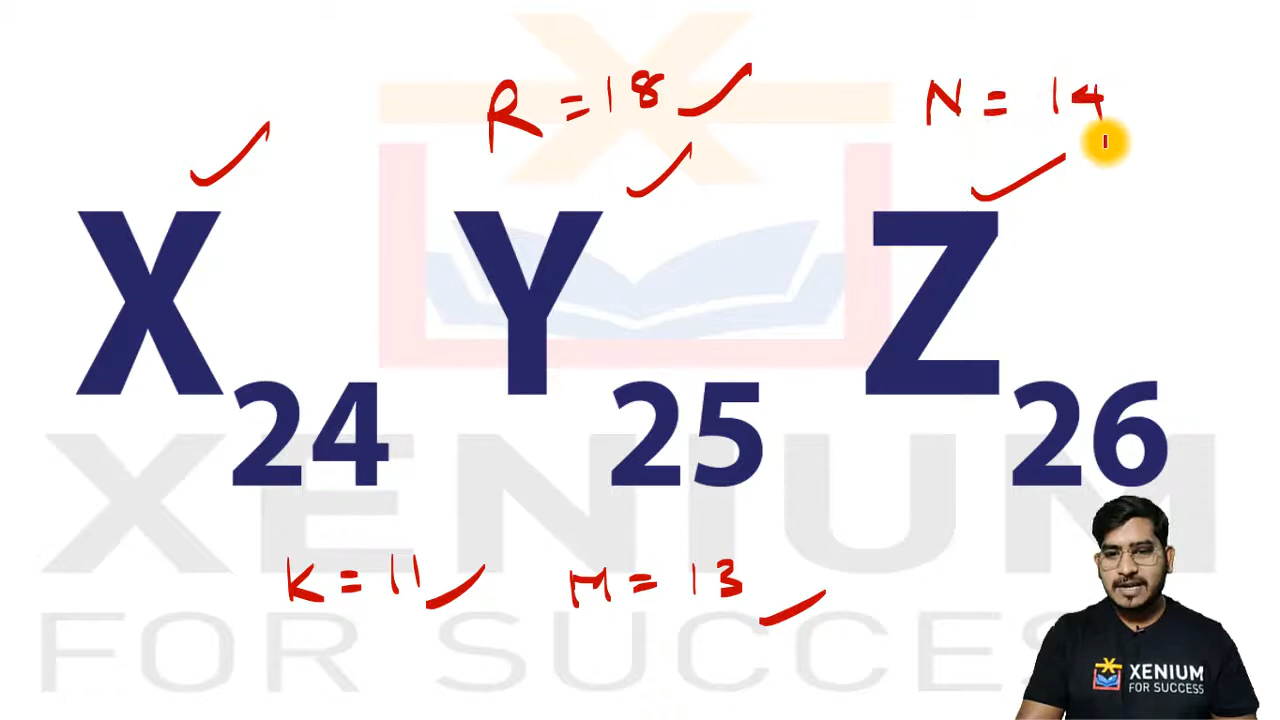 R = 18 N = 14
X Y Z
24 25 26
XENIUM
K = 11 M = 13
FOR SUCCESS
XENIUM
FOR SUCCESS